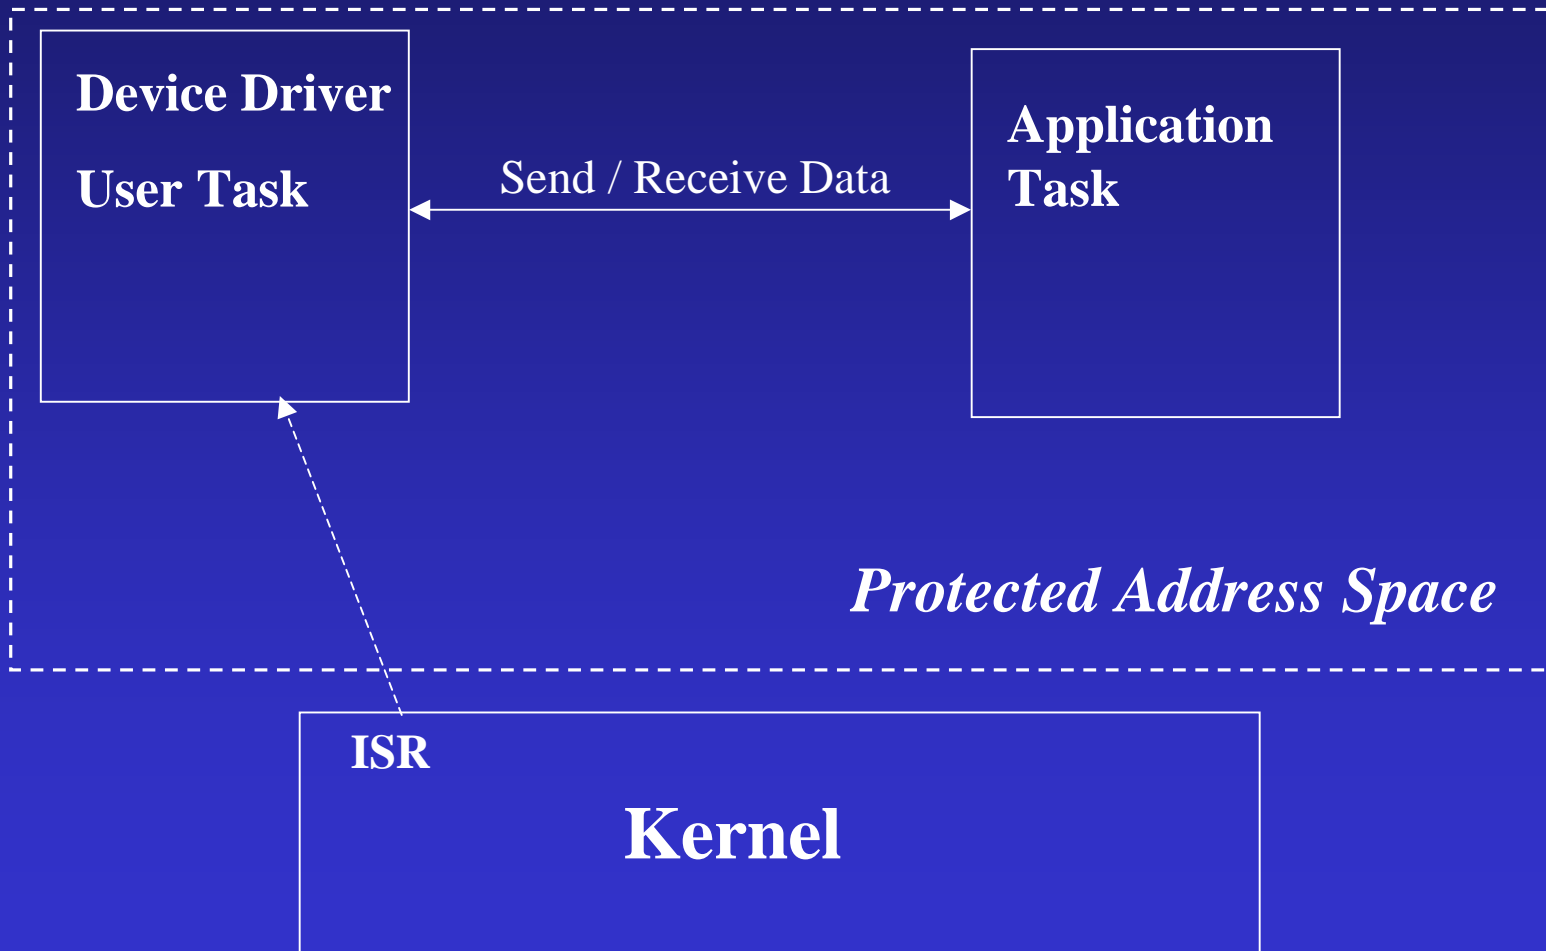 Device Driver
User Task
Send / Receive Data
Application
Task
Protected Address Space
ISR
Kernel